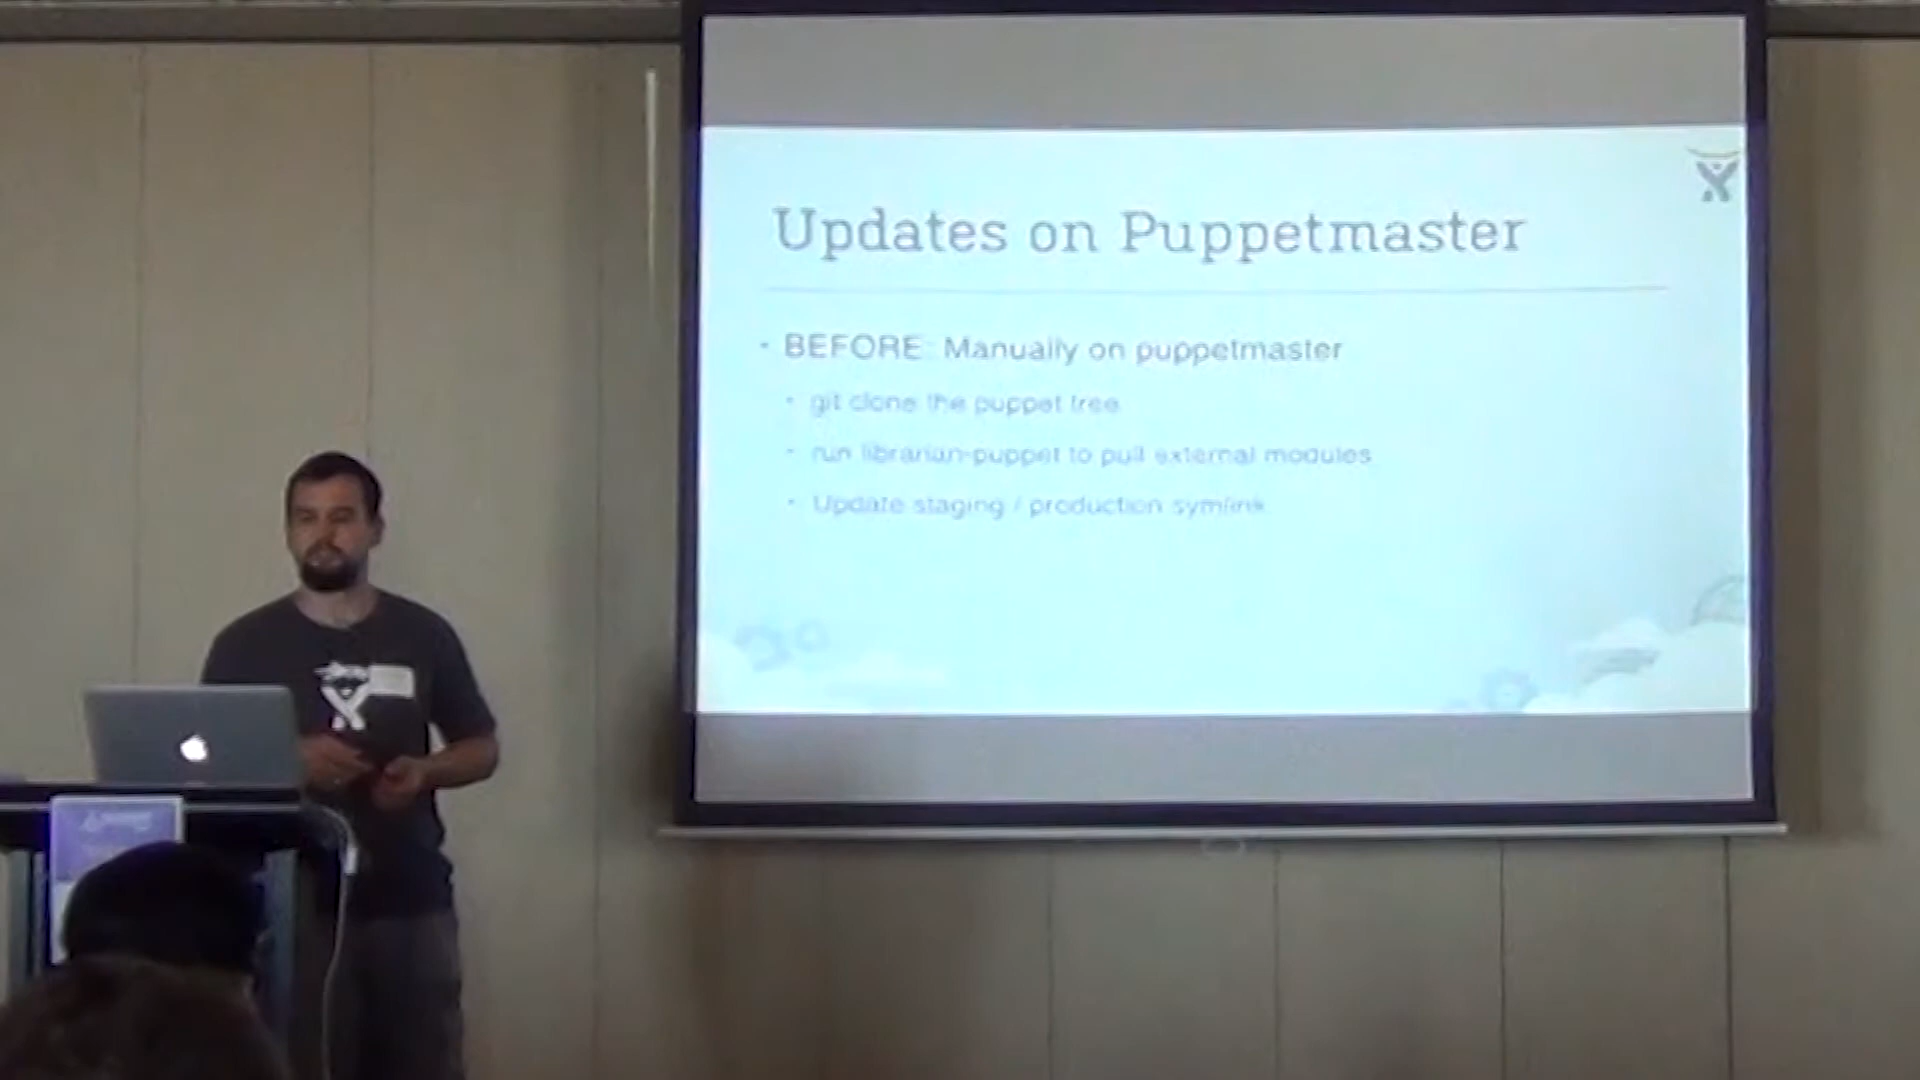 Updates on Puppetmaster
• BEFORE: Manually on puppetmaster
• git clone the puppet tree
• run librarian-puppet to pull external modules
• Update staging / production symlink